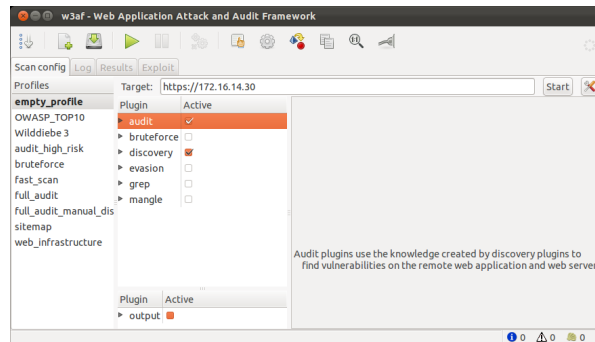 w3af - Web Application Attack and Audit Framework
Scan config Log Results Exploit
Profiles
empty_profile
OWASP_TOP10
Wilddiebe 3
audit_high_risk
bruteforce
fast_scan
full_audit
full_audit_manual_dis
sitemap
web_infrastructure
Target: https://172.16.14.30 Start
Plugin Active
audit
bruteforce
discovery
evasion
grep
mangle
Plugin Active
output
Audit plugins use the knowledge created by discovery plugins to
find vulnerabilities on the remote web application and web server
0 0 0